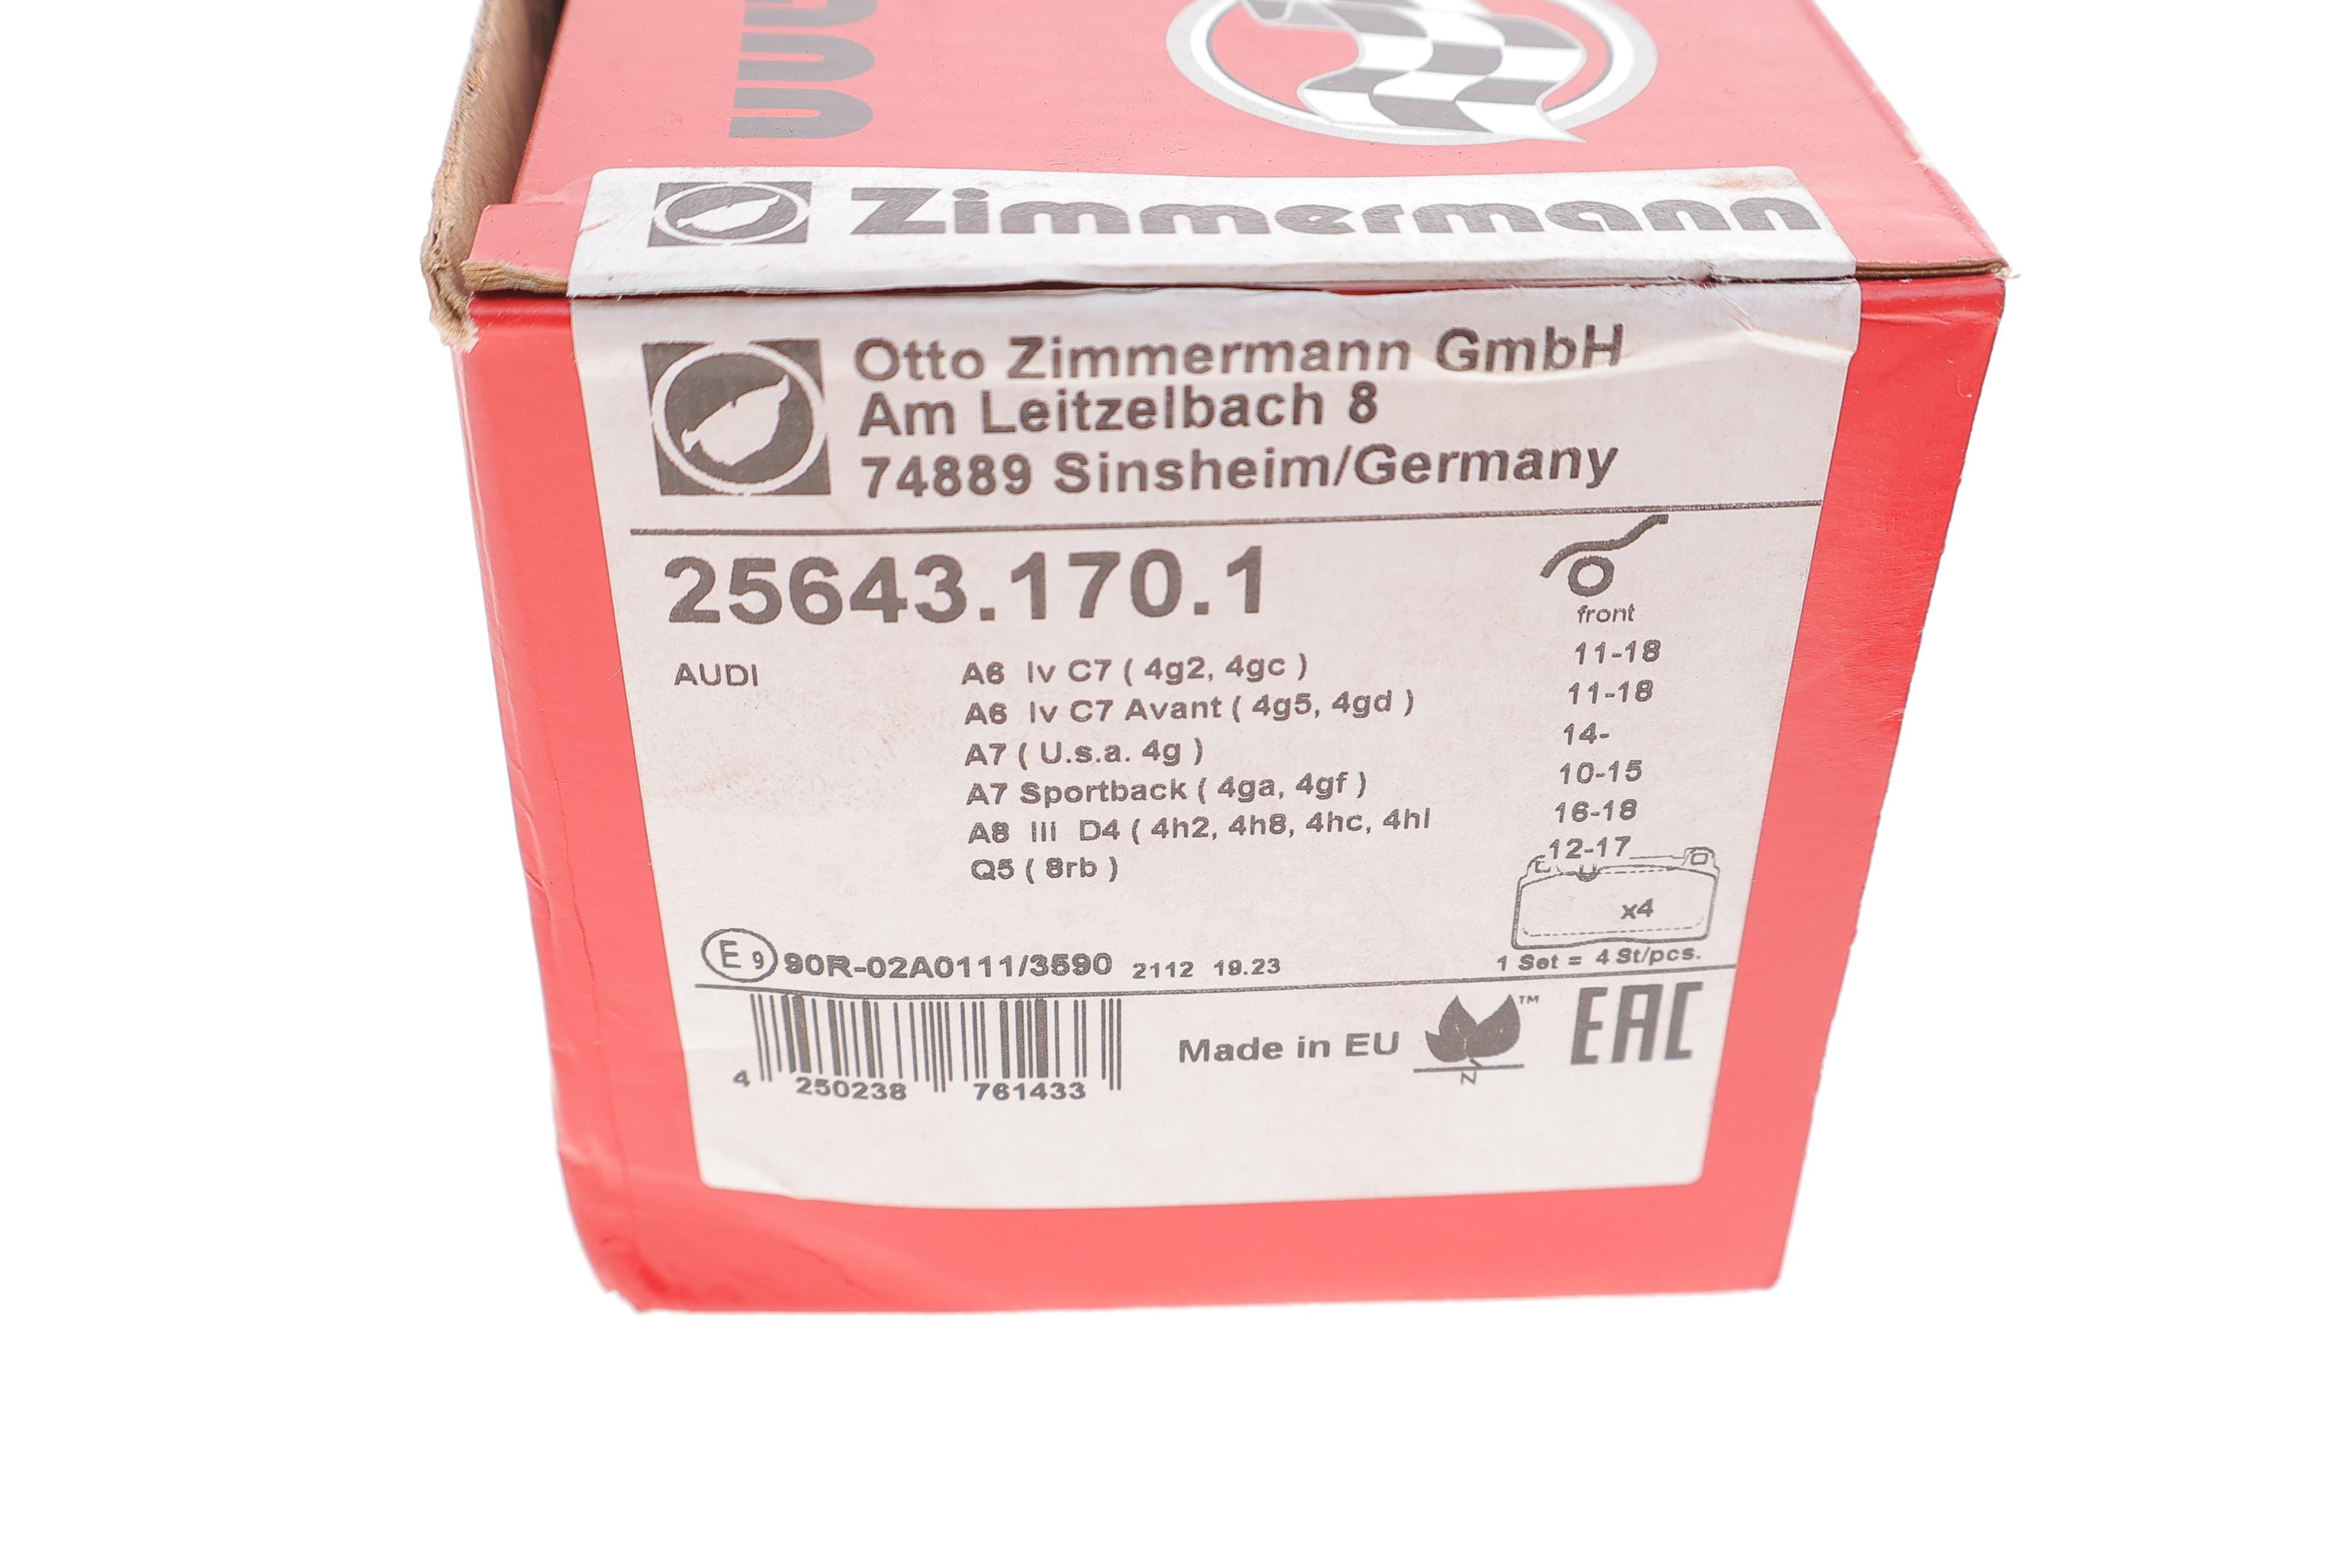 Zimmermann
Otto Zimmermann GmbH
Am Leitzelbach 8
74889 Sinsheim/Germany
25643.170.1
front
AUDI A6 Iv C7 ( 4g2, 4gc ) 11-18
A6 Iv C7 Avant ( 4g5, 4gd ) 11-18
A7 ( U.s.a. 4g ) 14-
A7 Sportback ( 4ga, 4gf ) 10-15
A8 Iii D4 ( 4h2, 4h8, 4hc, 4hl 16-18
Q5 ( 8rb ) 12-17
x4
E9 90R-02A0111/3590 2112 19.23
1 Set = 4 St/pcs.
Made in EU
TM
N
EAC
4 250238 761433